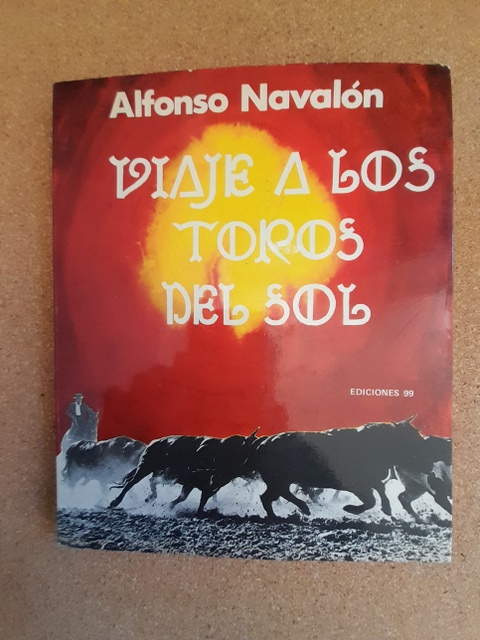 Alfonso Navalón
VIAJE A LOS
TOROS
DEL SOL
EDICIONES 99